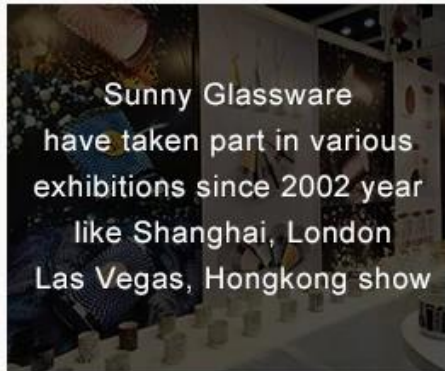 Sunny Glassware
have taken part in various
exhibitions since 2002 year
like Shanghai, London
Las Vegas, Hongkong show